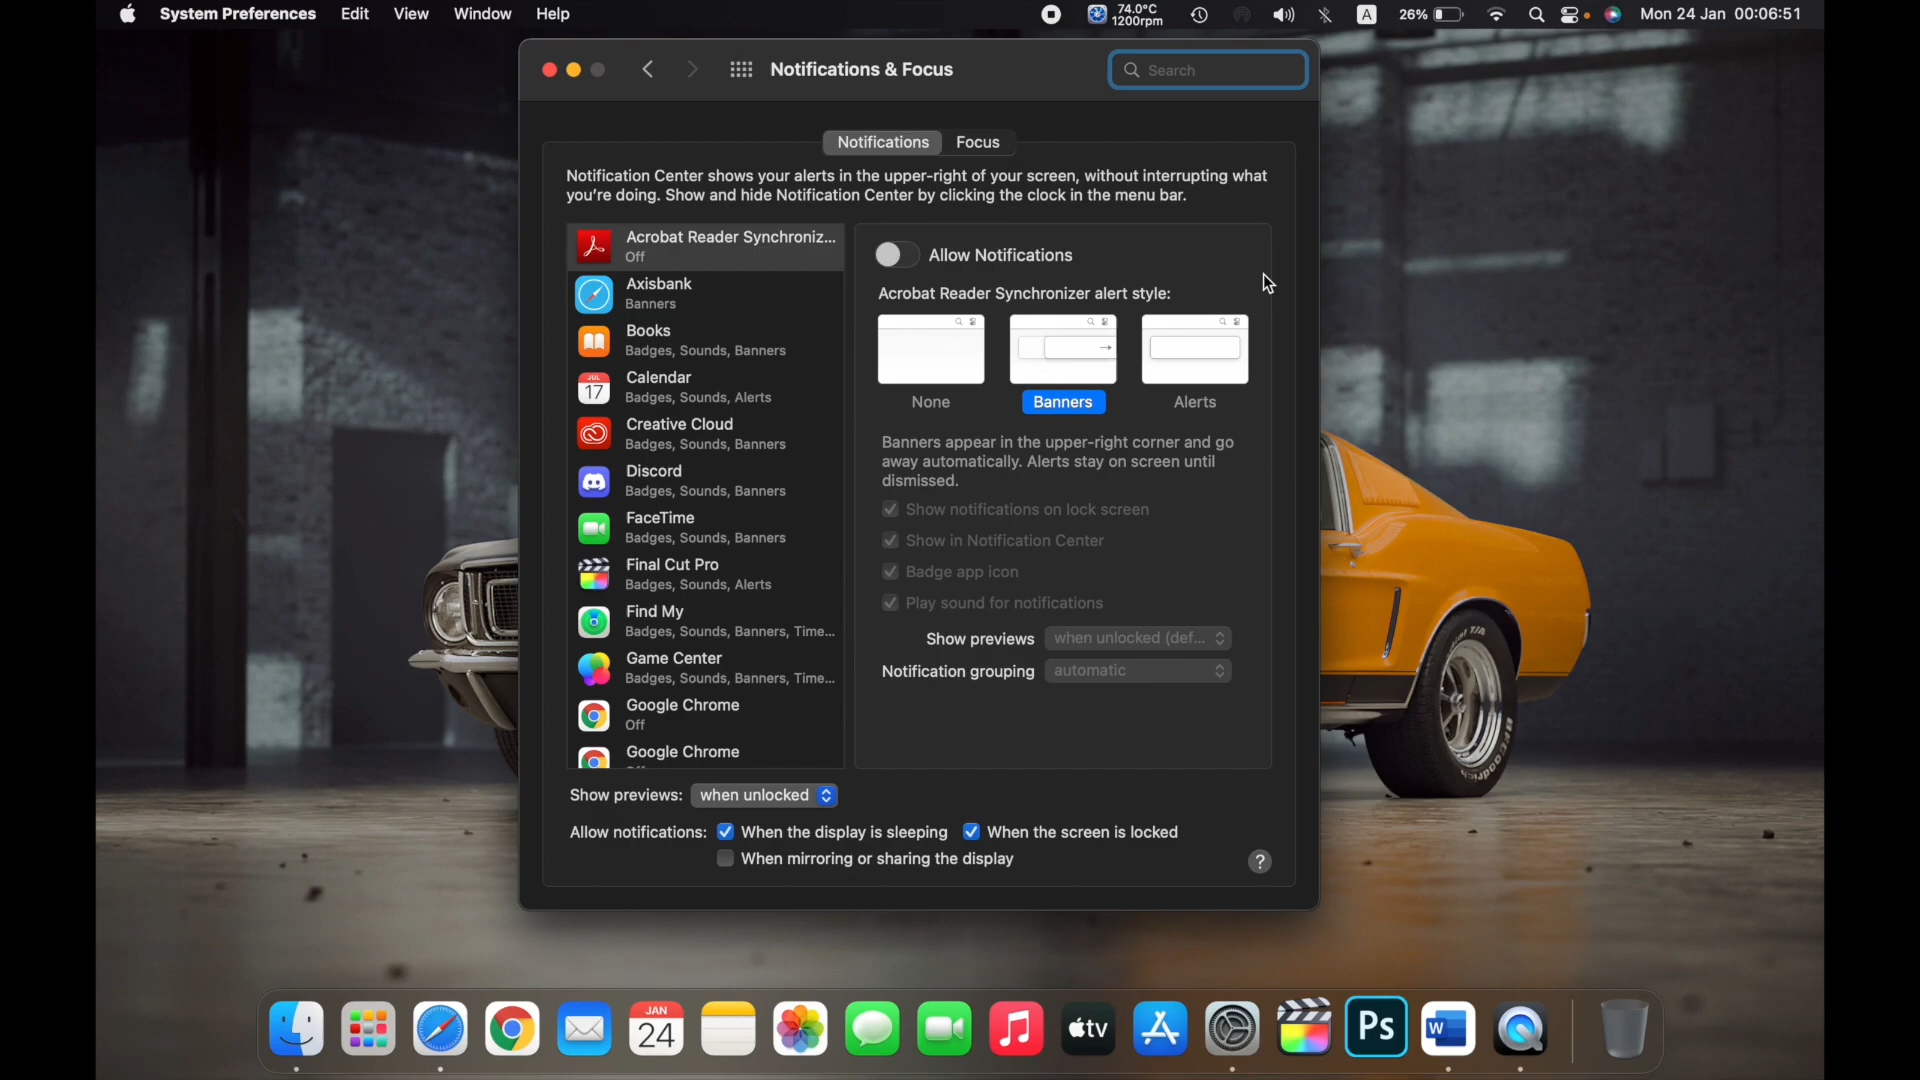 System Preferences Edit View Window Help
74.0°C
1200rpm
A 26% Mon 24 Jan 00:06:51
Notifications & Focus
Search
Notifications Focus
Notification Center shows your alerts in the upper-right of your screen, without interrupting what
you're doing. Show and hide Notification Center by clicking the clock in the menu bar.
Acrobat Reader Synchroniz...
Off
Axisbank
Banners
Books
Badges, Sounds, Banners
JUL
17
Calendar
Badges, Sounds, Alerts
Creative Cloud
Badges, Sounds, Banners
Discord
Badges, Sounds, Banners
FaceTime
Badges, Sounds, Banners
Final Cut Pro
Badges, Sounds, Alerts
Find My
Badges, Sounds, Banners, Time...
Game Center
Badges, Sounds, Banners, Time...
Google Chrome
Off
Google Chrome
Allow Notifications
Acrobat Reader Synchronizer alert style:
None Banners Alerts
Banners appear in the upper-right corner and go
away automatically. Alerts stay on screen until
dismissed.
Show notifications on lock screen
Show in Notification Center
Badge app icon
Play sound for notifications
Show previews when unlocked (def...
Notification grouping automatic
Show previews: when unlocked
Allow notifications: When the display is sleeping When the screen is locked
When mirroring or sharing the display
?
JAN
24
tv
Ps
W